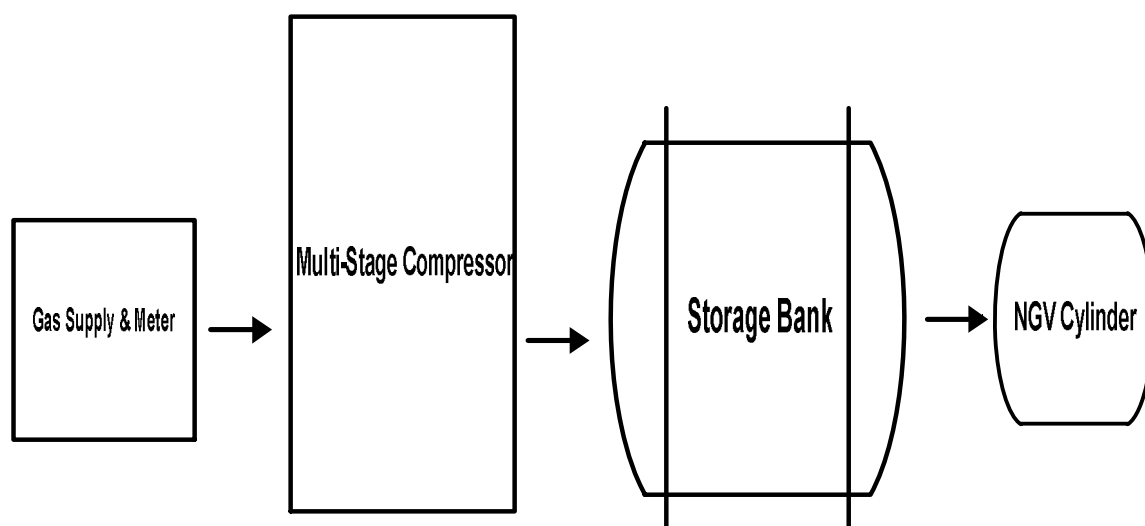 Gas Supply & Meter
Multi-Stage Compressor
Storage Bank
NGV Cylinder